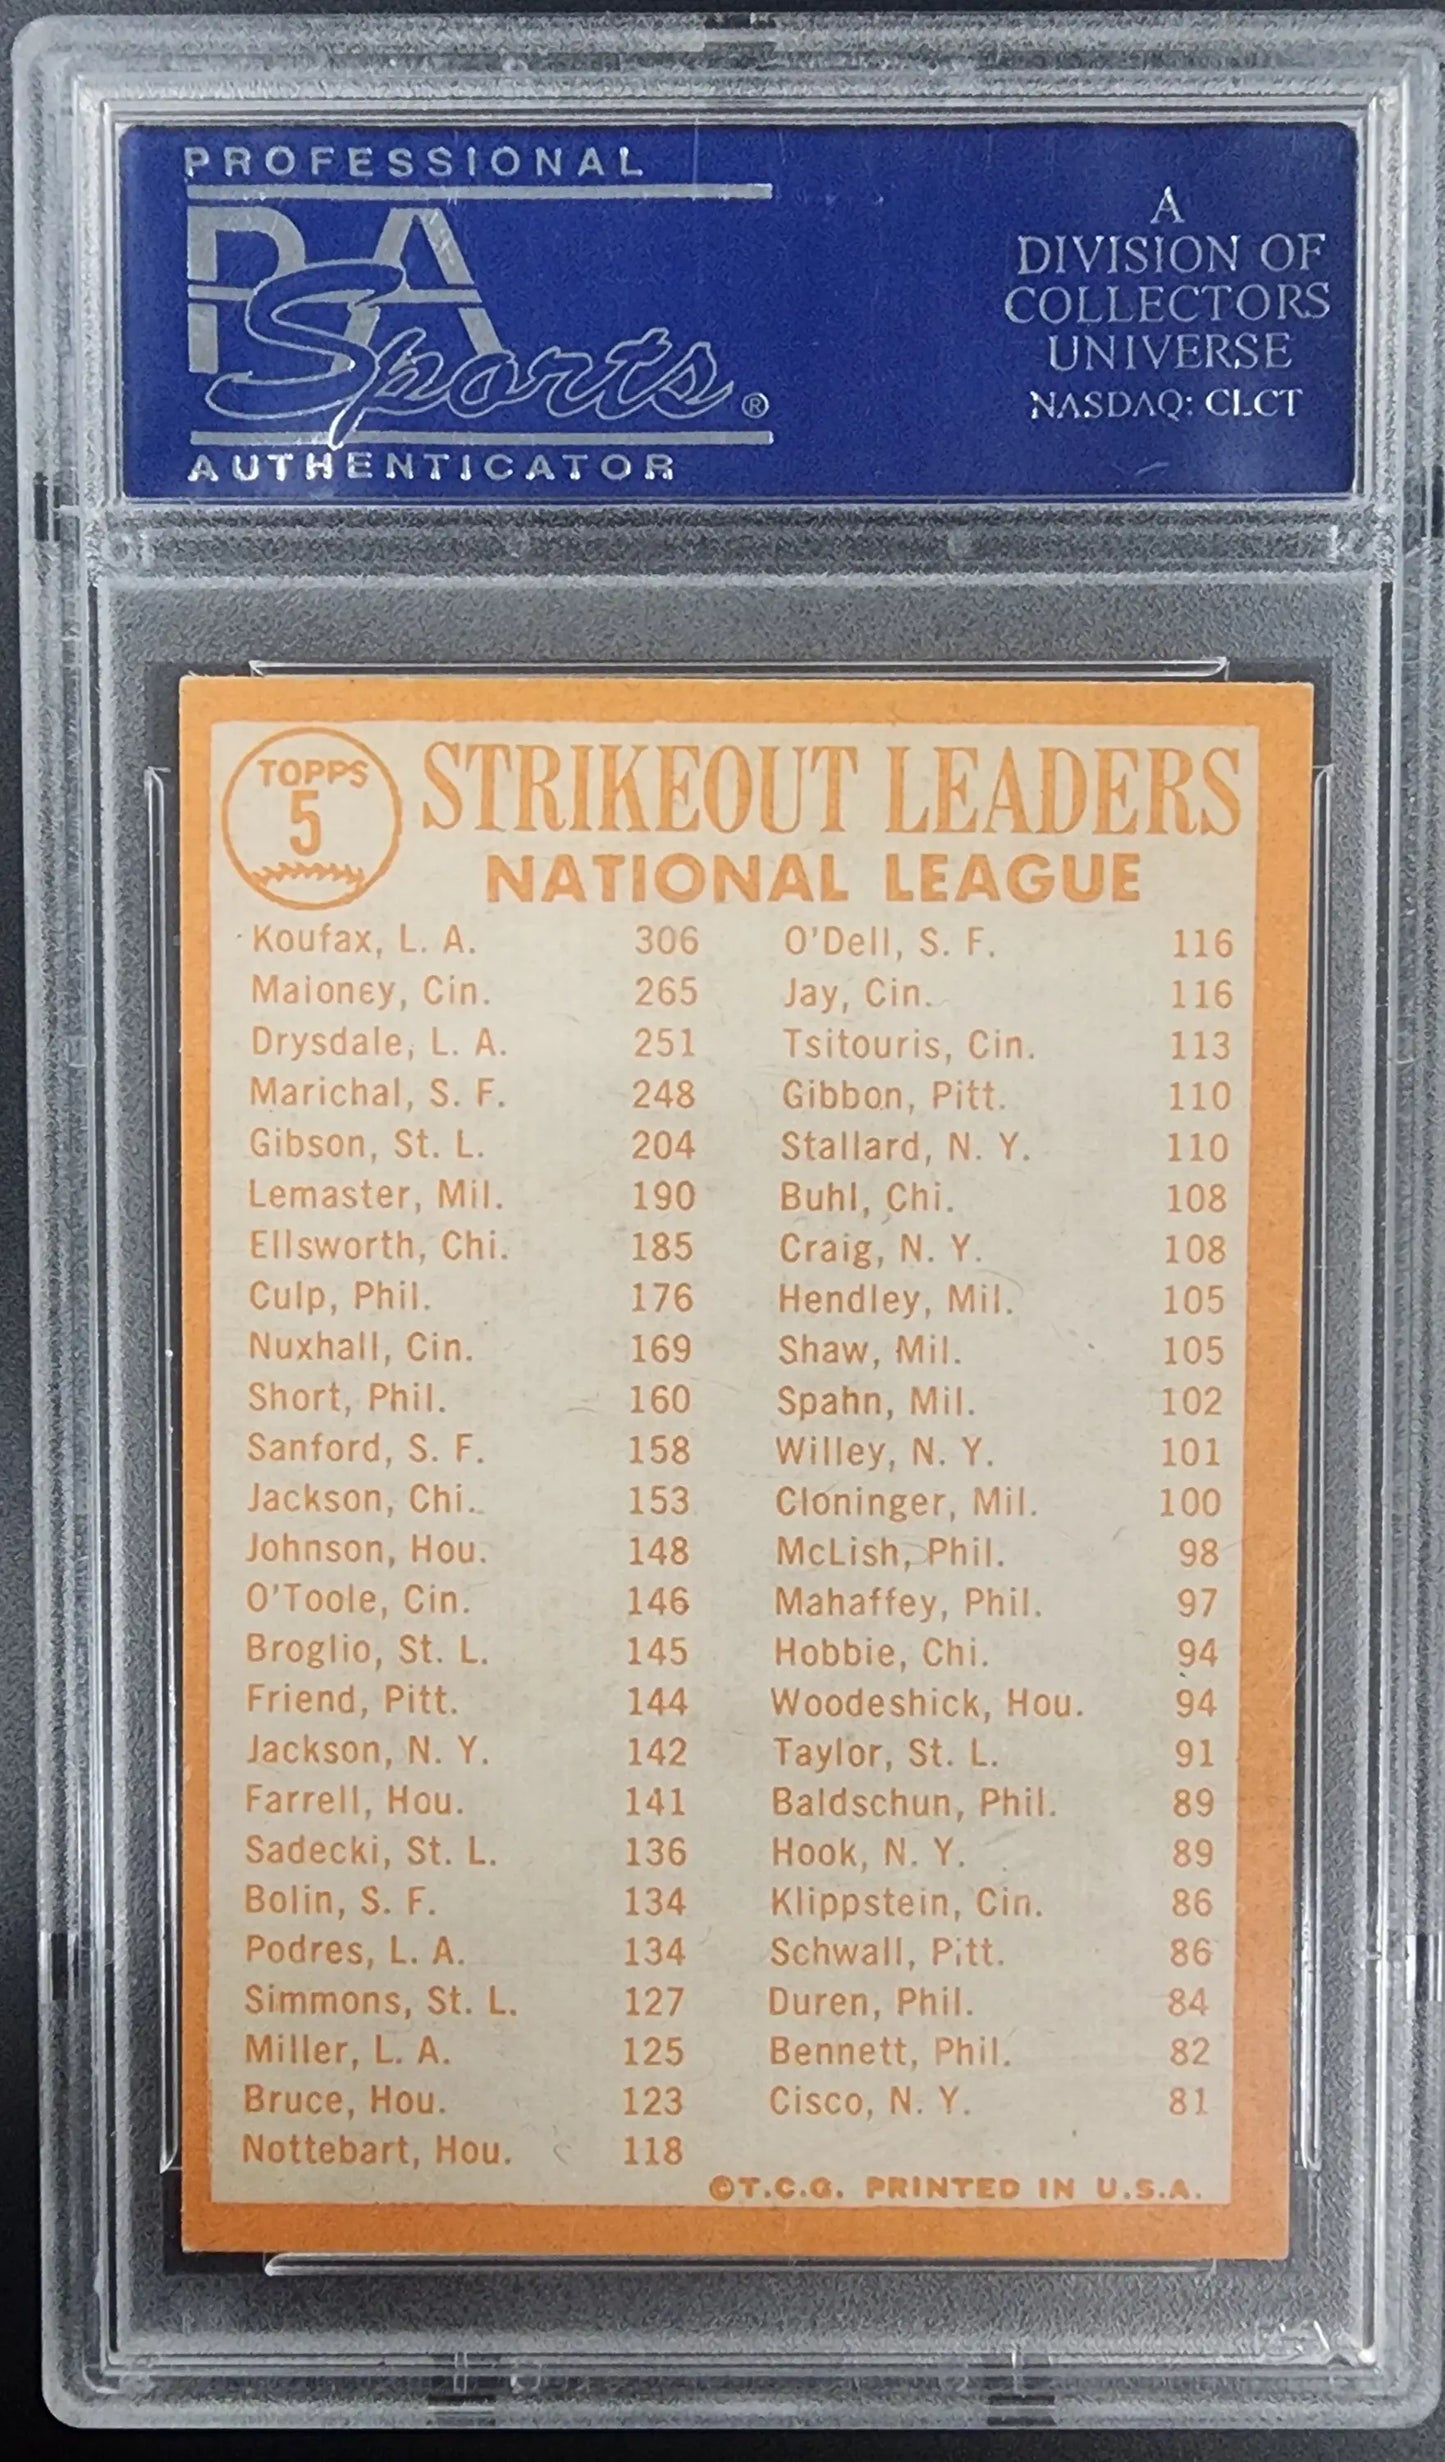 PROFESSIONAL
PSA
Sports®
AUTHENTICATOR
A
DIVISION OF
COLLECTORS
UNIVERSE
NASDAQ: CLCT
TOPPS
5
STRIKEOUT LEADERS
NATIONAL LEAGUE
Koufax, L. A. 306
Maloney, Cin. 265
Drysdale, L. A. 251
Marichal, S. F. 248
Gibson, St. L. 204
Lemaster, Mil. 190
Ellsworth, Chi. 185
Culp, Phil. 176
Nuxhall, Cin. 169
Short, Phil. 160
Sanford, S. F. 158
Jackson, Chi. 153
Johnson, Hou. 148
O'Toole, Cin. 146
Broglio, St. L. 145
Friend, Pitt. 144
Jackson, N. Y. 142
Farrell, Hou. 141
Sadecki, St. L. 136
Bolin, S. F. 134
Podres, L. A. 134
Simmons, St. L. 127
Miller, L. A. 125
Bruce, Hou. 123
Nottebart, Hou. 118
O'Dell, S. F. 116
Jay, Cin. 116
Tsitouris, Cin. 113
Gibbon, Pitt. 110
Stallard, N. Y. 110
Buhl, Chi. 108
Craig, N. Y. 108
Hendley, Mil. 105
Shaw, Mil. 105
Spahn, Mil. 102
Willey, N. Y. 101
Cloninger, Mil. 100
McLish, Phil. 98
Mahaffey, Phil. 97
Hobbie, Chi. 94
Woodeshick, Hou. 94
Taylor, St. L. 91
Baldschun, Phil. 89
Hook, N. Y. 89
Klippstein, Cin. 86
Schwall, Pitt. 86
Duren, Phil. 84
Bennett, Phil. 82
Cisco, N. Y. 81
©T.C.G. PRINTED IN U.S.A.